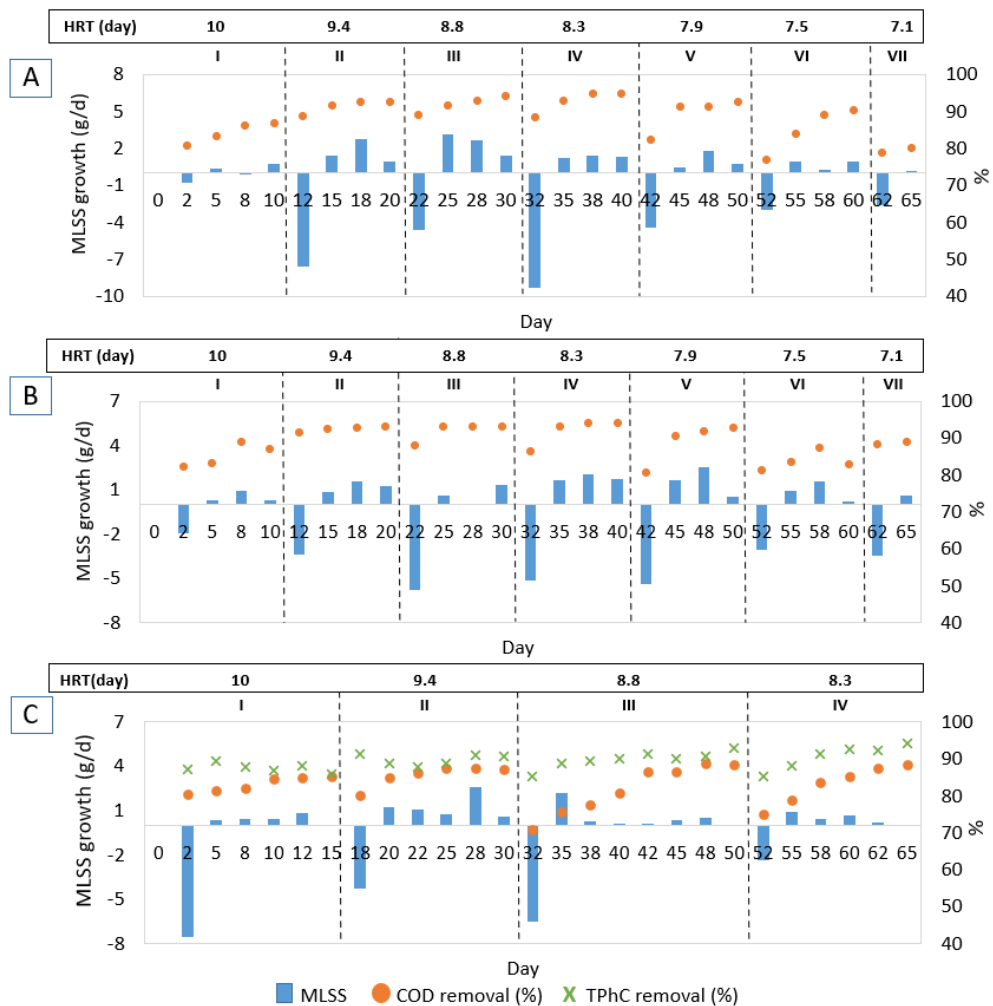 HRT (day) 10 9.4 8.8 8.3 7.9 7.5 7.1
I II III IV V VI VII
A
MLSS growth (g/d)
8
5
2
-1
-4
-7
-10
100
90
80
70
60
50
40
%
0 2 5 8 10 12 15 18 20 22 25 28 30 32 35 38 40 42 45 48 50 52 55 58 60 62 65
Day
HRT (day) 10 9.4 8.8 8.3 7.9 7.5 7.1
I II III IV V VI VII
B
MLSS growth (g/d)
7
4
1
-2
-5
-8
100
90
80
70
60
50
40
%
0 2 5 8 10 12 15 18 20 22 25 28 30 32 35 38 40 42 45 48 50 52 55 58 60 62 65
Day
HRT(day) 10 9.4 8.8 8.3
I II III IV
C
MLSS growth (g/d)
7
4
1
-2
-5
-8
100
90
80
70
60
50
40
%
0 2 5 8 10 12 15 18 20 22 25 28 30 32 35 38 40 42 45 48 50 52 55 58 60 62 65
Day
MLSS COD removal (%) TPhC removal (%)